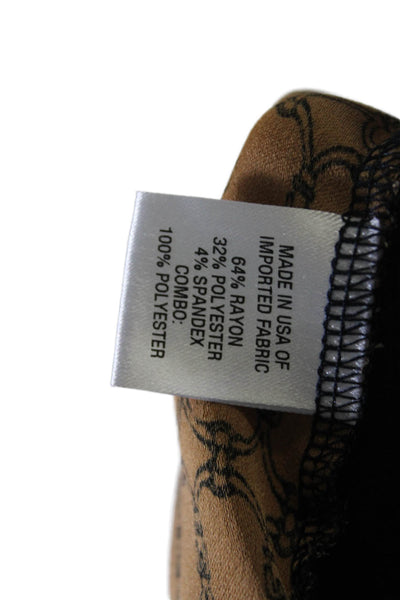 MADE IN USA OF
IMPORTED FABRIC
64% RAYON
32% POLYESTER
4% SPANDEX
COMBO:
100% POLYESTER